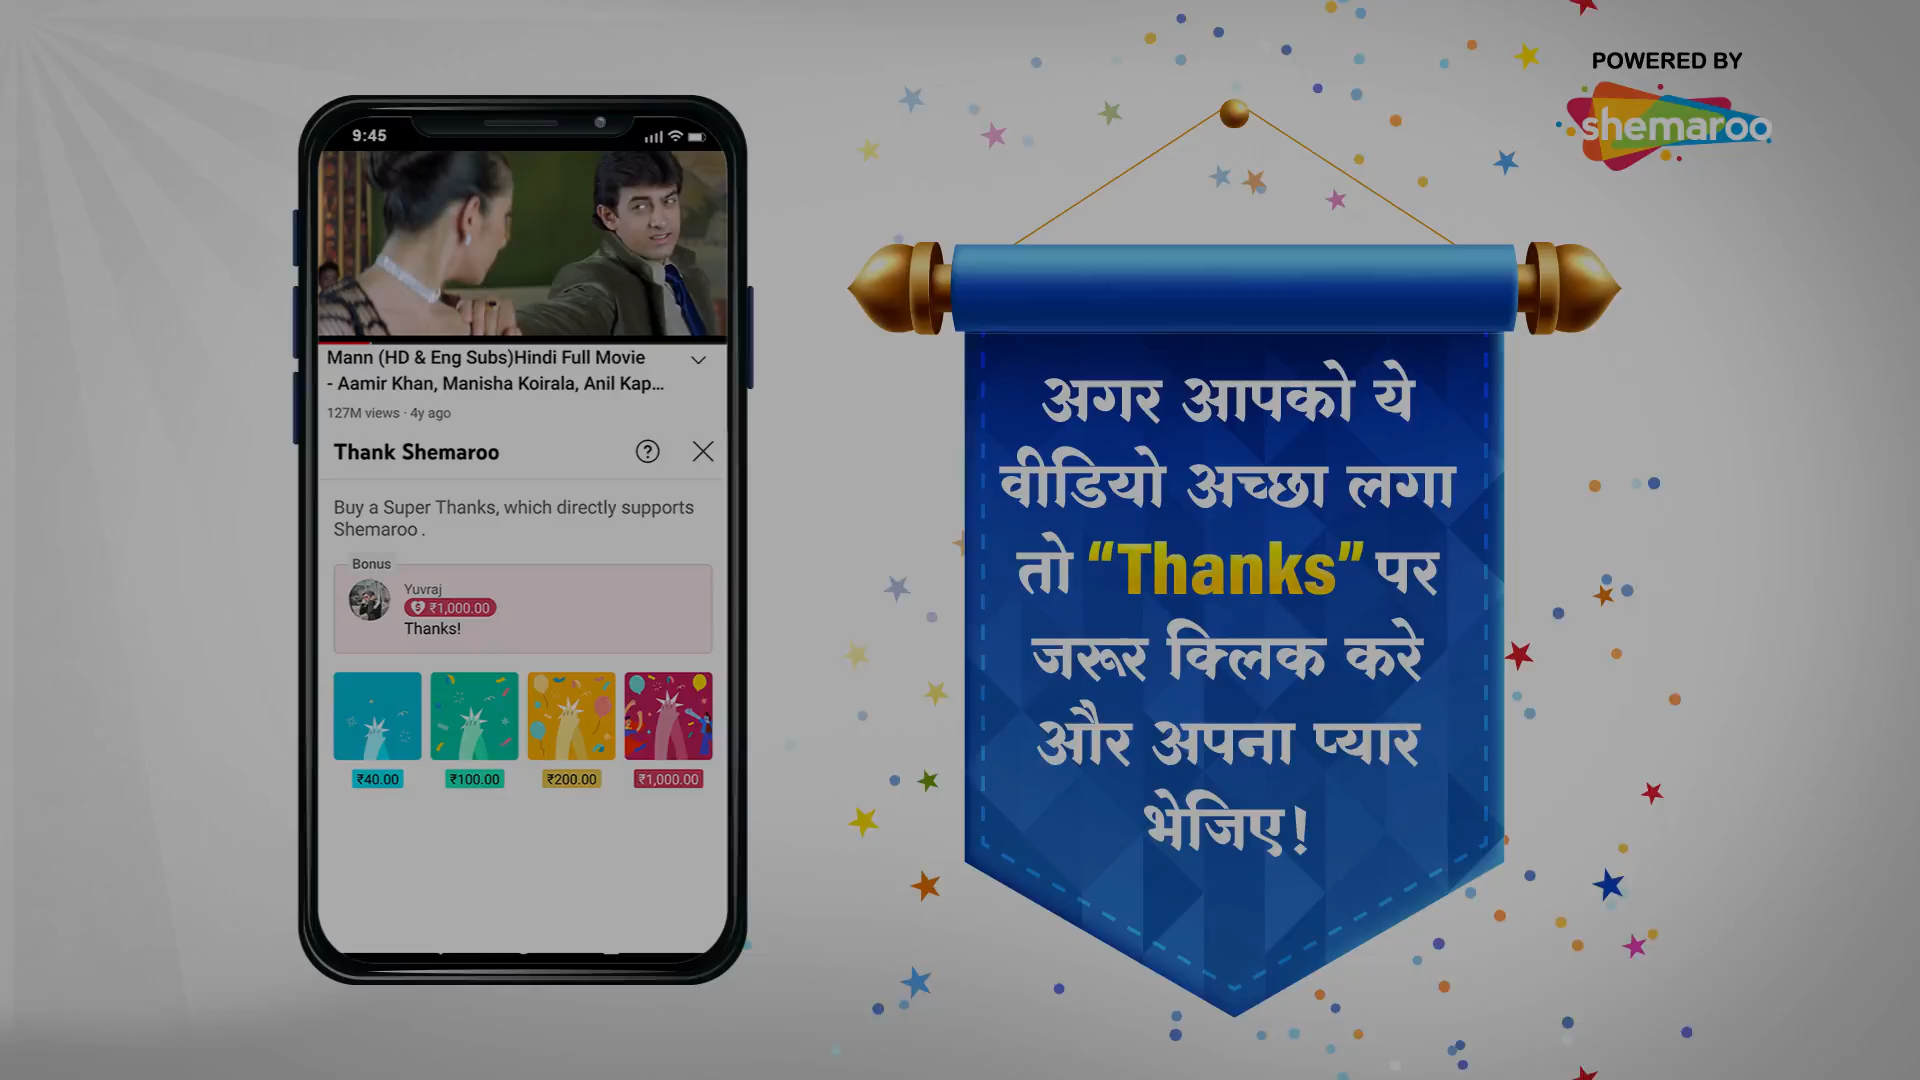 POWERED BY
shemaroo
9:45
Mann (HD & Eng Subs)Hindi Full Movie
- Aamir Khan, Manisha Koirala, Anil Kap...
127M views · 4y ago
Thank Shemaroo
Buy a Super Thanks, which directly supports
Shemaroo .
Bonus
Yuvraj
₹1,000.00
Thanks!
₹40.00 ₹100.00 ₹200.00 ₹1,000.00
अगर आपको ये
वीडियो अच्छा लगा
तो “Thanks” पर
जरूर क्लिक करे
और अपना प्यार
भेजिए!